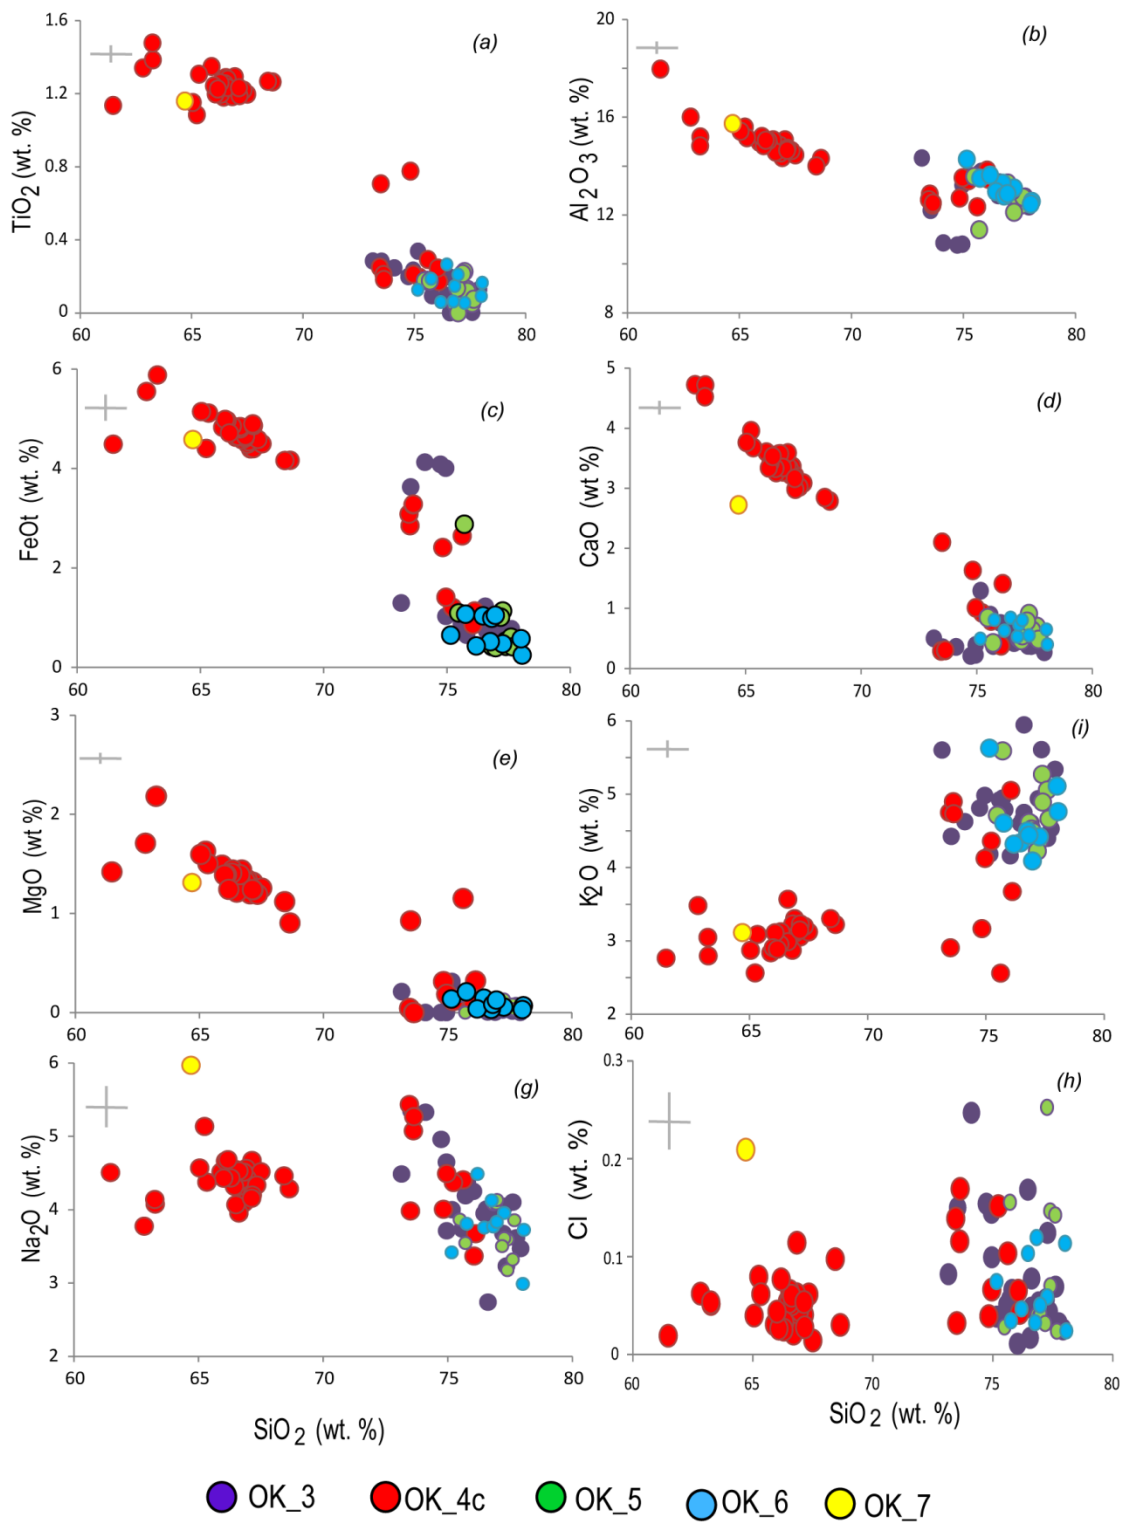 1.6
1.2
0.8
0.4
0
TiO2 (wt. %)
(a)
60 65 70 75 80
20
16
12
8
Al2O3 (wt. %)
(b)
60 65 70 75 80
6
4
2
0
FeOt (wt. %)
(c)
60 65 70 75 80
5
4
3
2
1
0
CaO (wt %)
(d)
60 65 70 75 80
3
2
1
0
MgO (wt %)
(e)
60 65 70 75 80
6
5
4
3
2
K2O (wt. %)
(i)
60 65 70 75 80
6
5
4
3
2
Na2O (wt. %)
(g)
60 65 70 75 80
SiO2 (wt. %)
0.3
0.2
0.1
0
Cl (wt. %)
(h)
60 65 70 75 80
SiO2 (wt. %)
OK_3 OK_4c OK_5 OK_6 OK_7